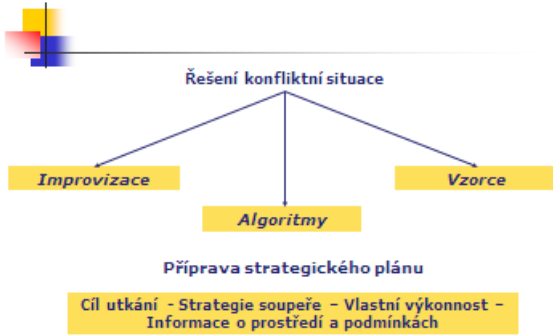 Řešení konfliktní situace
Improvizace
Vzorce
Algoritmy
Příprava strategického plánu
Cíl utkání - Strategie soupeře – Vlastní výkonnost –
Informace o prostředí a podmínkách